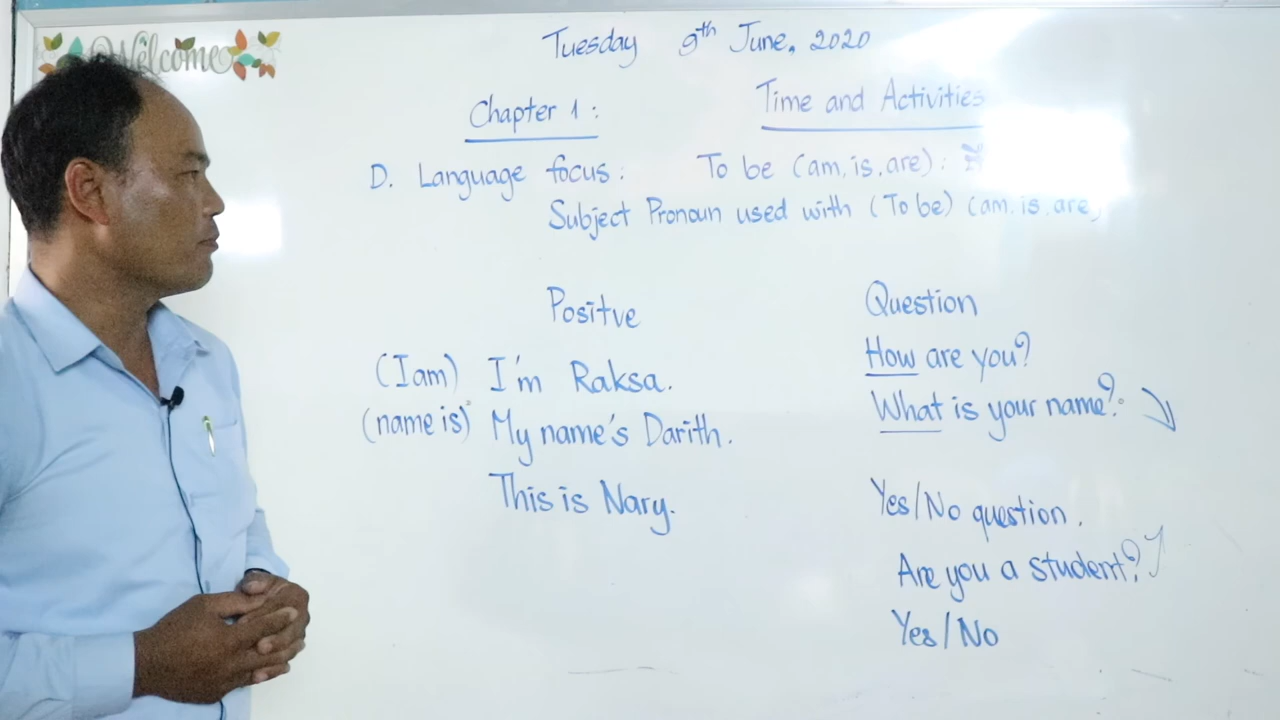 Welcome
Tuesday 9th June, 2020
Chapter 1: Time and Activities
D. Language focus: To be (am, is, are):
Subject Pronoun used with (To be) (am, is, are)
Positve
(I am) I'm Raksa.
(name is) My name's Darith.
This is Nary.
Question
How are you?
What is your name?
Yes/No question.
Are you a student?
Yes/No